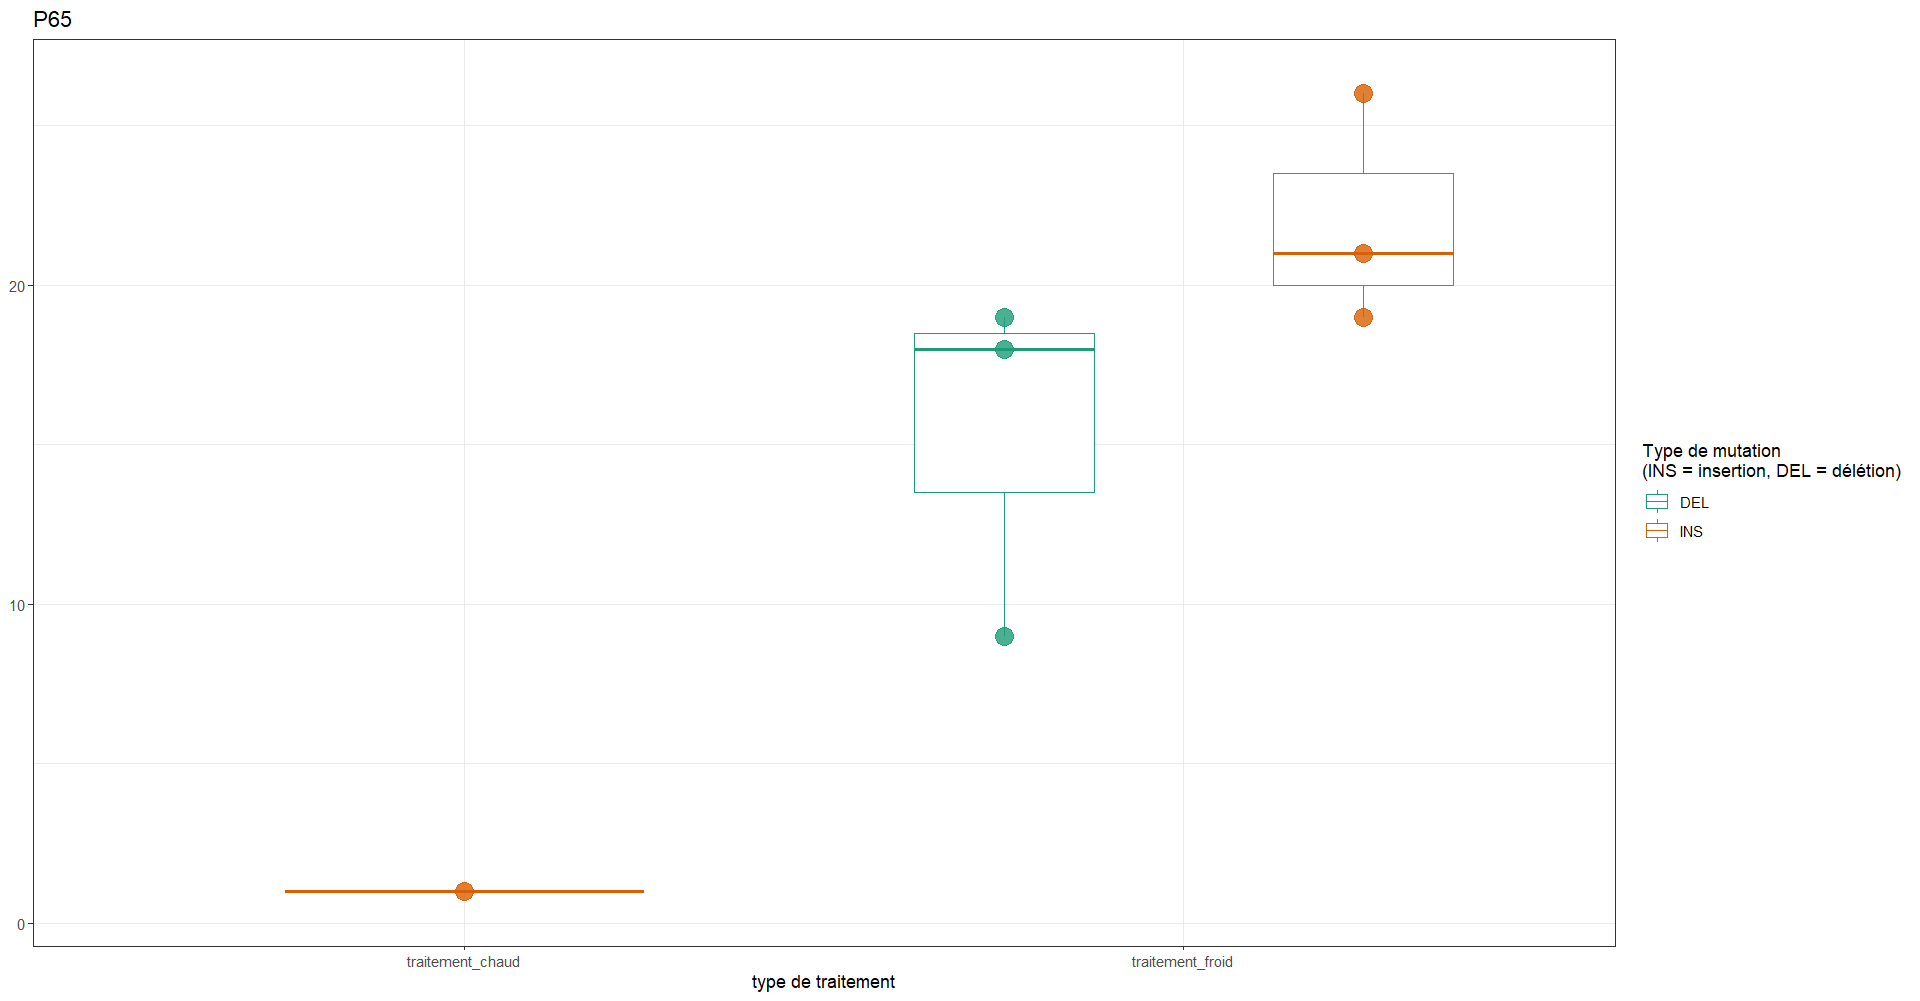 P65
20
10
0
traitement_chaud
traitement_froid
type de traitement
Type de mutation
(INS = insertion, DEL = délétion)
DEL
INS